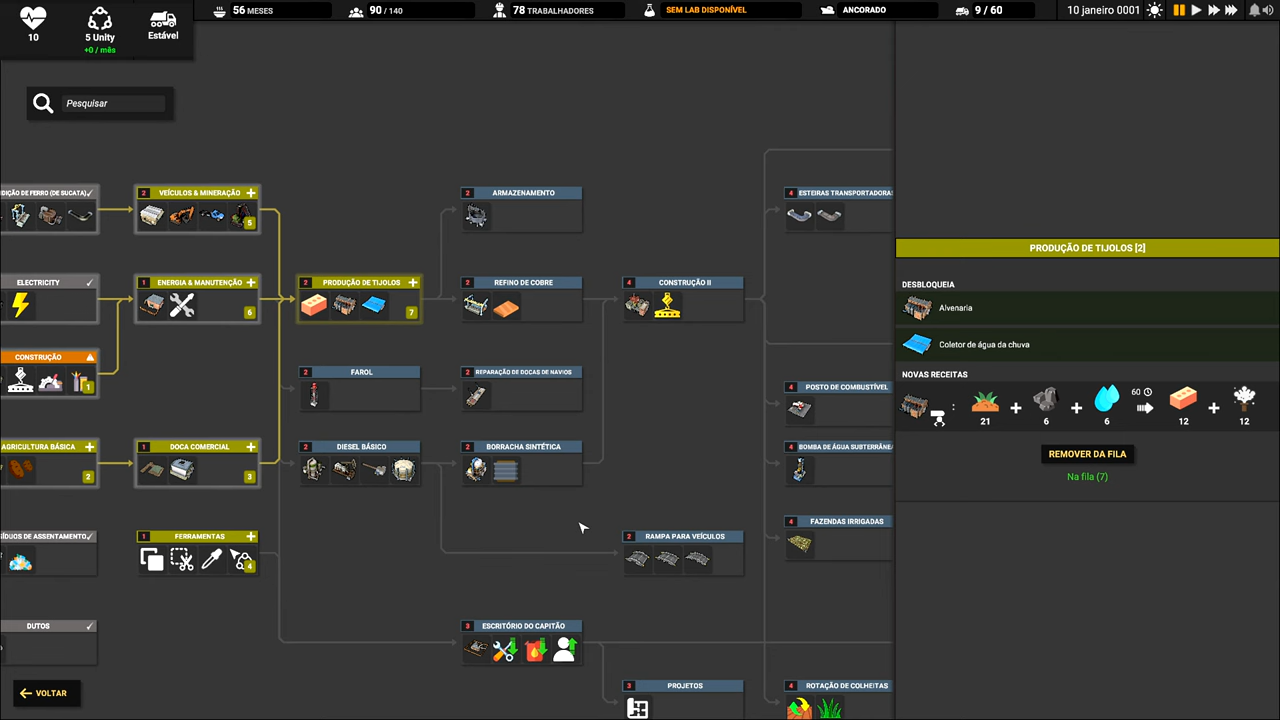 56 MESES
90 / 140
78 TRABALHADORES
SEM LAB DISPONÍVEL
ANCORADO
9 / 60
10 janeiro 0001
10
5 Unity
+0 / mês
Estável
Pesquisar
DIÇÃO DE FERRO (DE SUCATA)
2 VEÍCULOS & MINERAÇÃO +
5
2 ARMAZENAMENTO
4 ESTEIRAS TRANSPORTADORAS
ELECTRICITY
1 ENERGIA & MANUTENÇÃO +
6
2 PRODUÇÃO DE TIJOLOS +
7
2 REFINO DE COBRE
4 CONSTRUÇÃO II
CONSTRUÇÃO
1
2 FAROL
2 REPARAÇÃO DE DOCAS DE NAVIOS
4 POSTO DE COMBUSTÍVEL
AGRICULTURA BÁSICA +
2
1 DOCA COMERCIAL +
3
2 DIESEL BÁSICO
2 BORRACHA SINTÉTICA
4 BOMBA DE ÁGUA SUBTERRÂNEA
ÍDUOS DE ASSENTAMENTO
1 FERRAMENTAS +
4
2 RAMPA PARA VEÍCULOS
4 FAZENDAS IRRIGADAS
DUTOS
3 ESCRITÓRIO DO CAPITÃO
3 PROJETOS
4 ROTAÇÃO DE COLHEITAS
VOLTAR
PRODUÇÃO DE TIJOLOS [2]
DESBLOQUEIA
Alvenaria
Coletor de água da chuva
NOVAS RECEITAS
: 21 + 6 + 6 60 12 + 12
REMOVER DA FILA
Na fila (7)